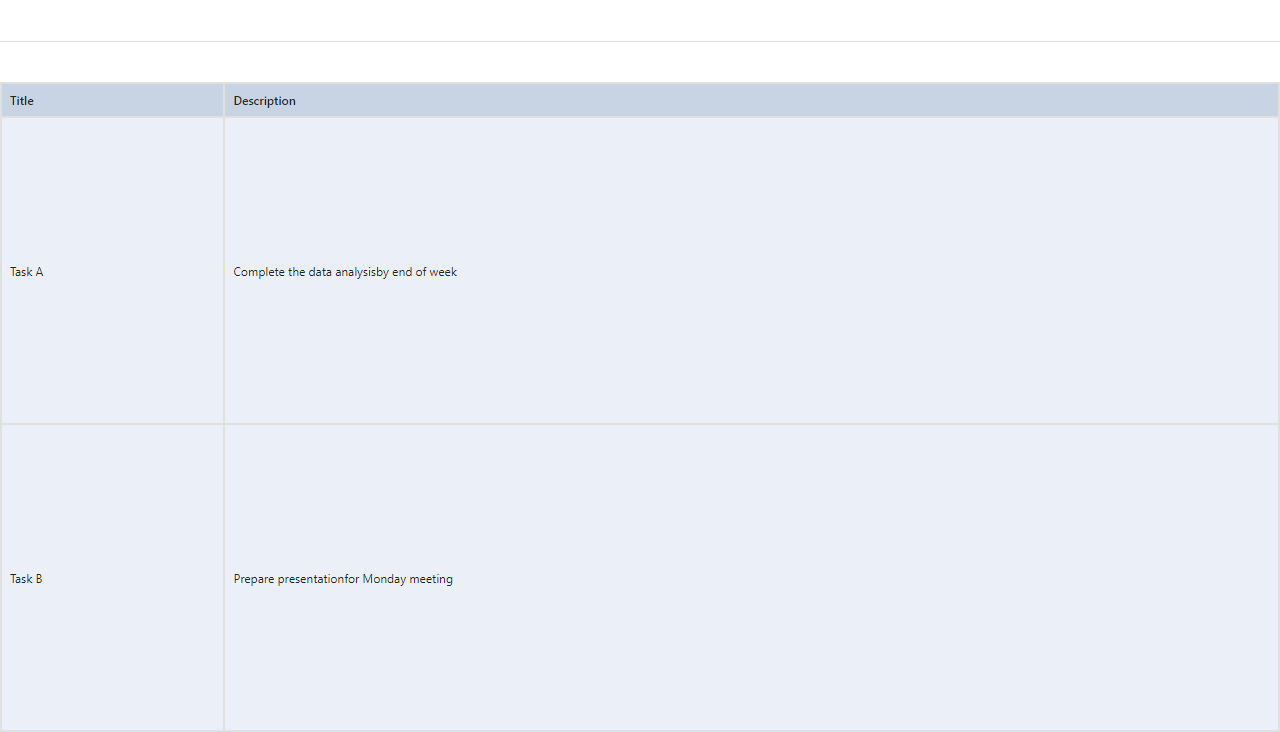 Title Description
Task A Complete the data analysisby end of week
Task B Prepare presentationfor Monday meeting